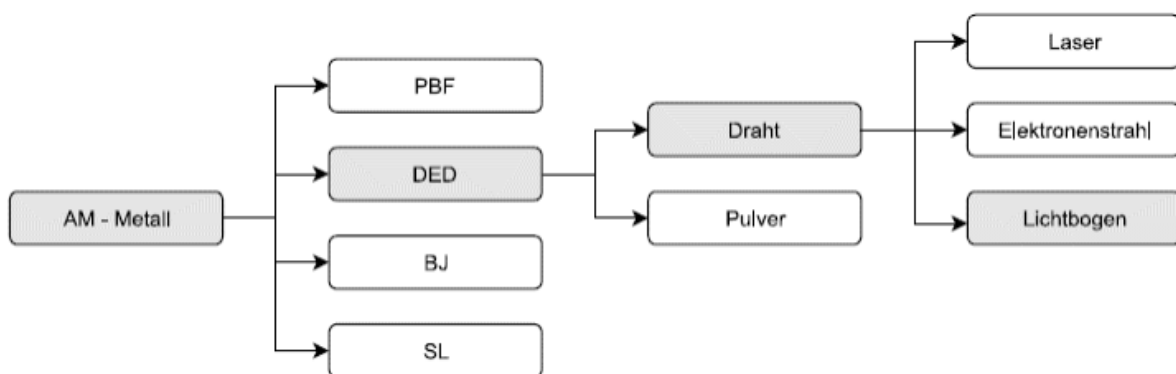 AM - Metall
PBF
DED
BJ
SL
Draht
Pulver
Laser
Elektronenstrahl
Lichtbogen